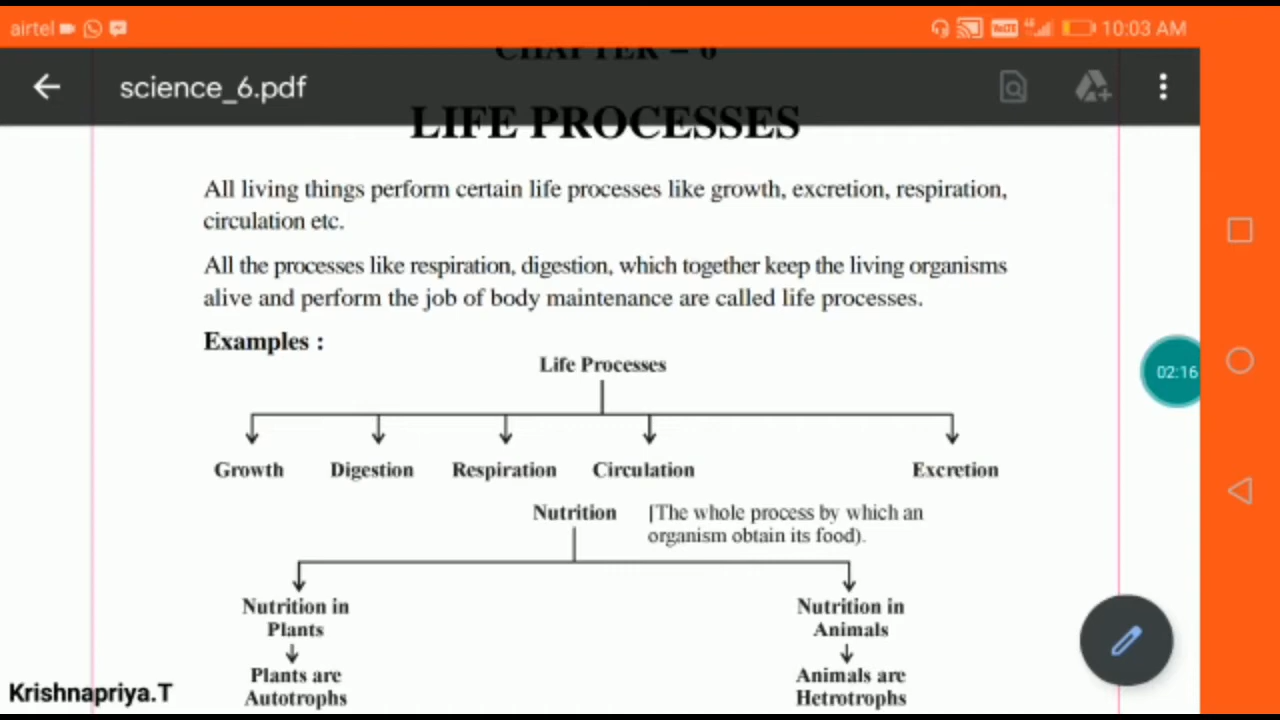 airtel
10:03 AM
CHAPTER – 6
science_6.pdf
LIFE PROCESSES
All living things perform certain life processes like growth, excretion, respiration,
circulation etc.
All the processes like respiration, digestion, which together keep the living organisms
alive and perform the job of body maintenance are called life processes.
Examples :
Life Processes
Growth Digestion Respiration Circulation Excretion
Nutrition [The whole process by which an
organism obtain its food).
Nutrition in
Plants
Nutrition in
Animals
Plants are
Autotrophs
Animals are
Hetrotrophs
02:16
Krishnapriya.T